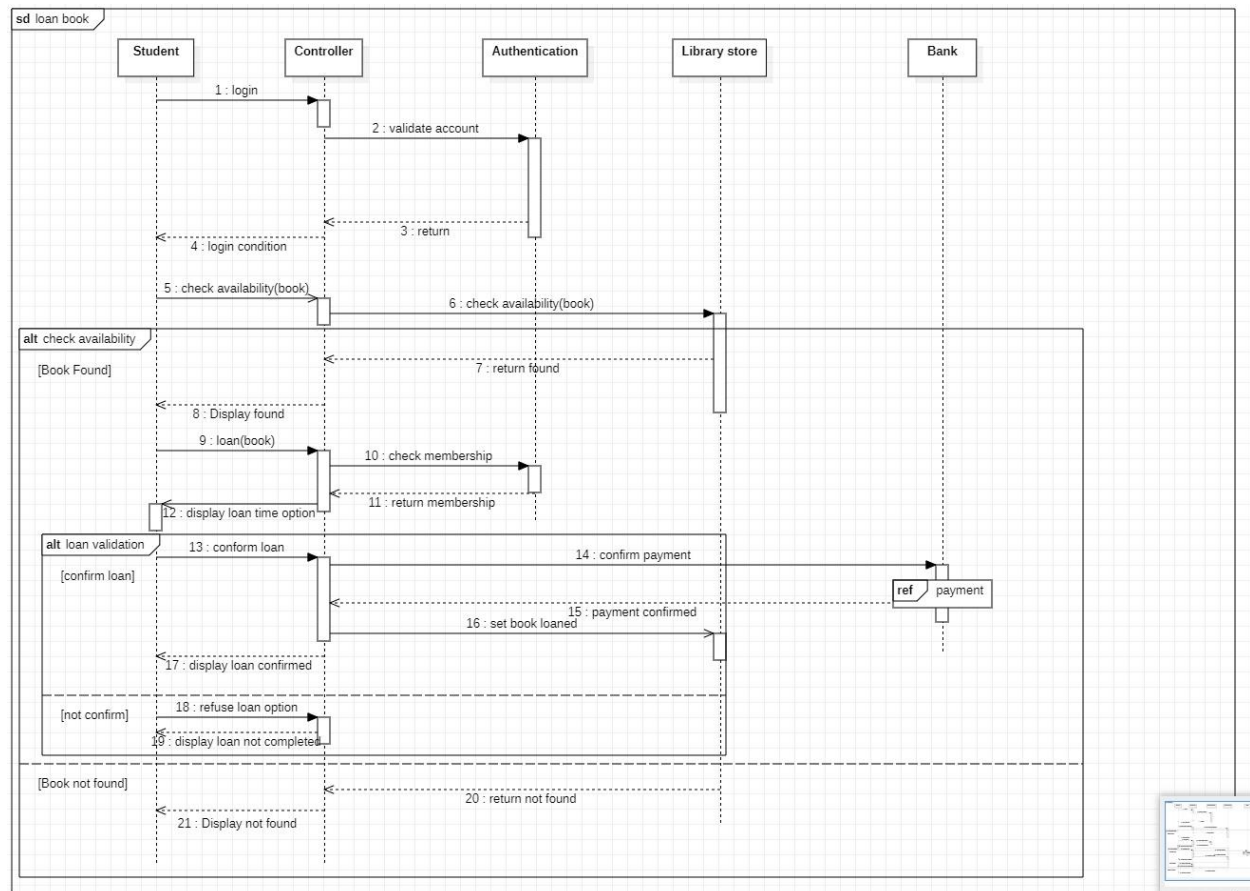 sd loan book
Student
Controller
Authentication
Library store
Bank
1 : login
2 : validate account
3 : return
4 : login condition
5 : check availability(book)
6 : check availability(book)
alt check availability
[Book Found]
7 : return found
8 : Display found
9 : loan(book)
10 : check membership
11 : return membership
12 : display loan time option
alt loan validation
13 : conform loan
14 : confirm payment
[confirm loan]
ref payment
15 : payment confirmed
16 : set book loaned
17 : display loan confirmed
[not confirm]
18 : refuse loan option
19 : display loan not completed
[Book not found]
20 : return not found
21 : Display not found